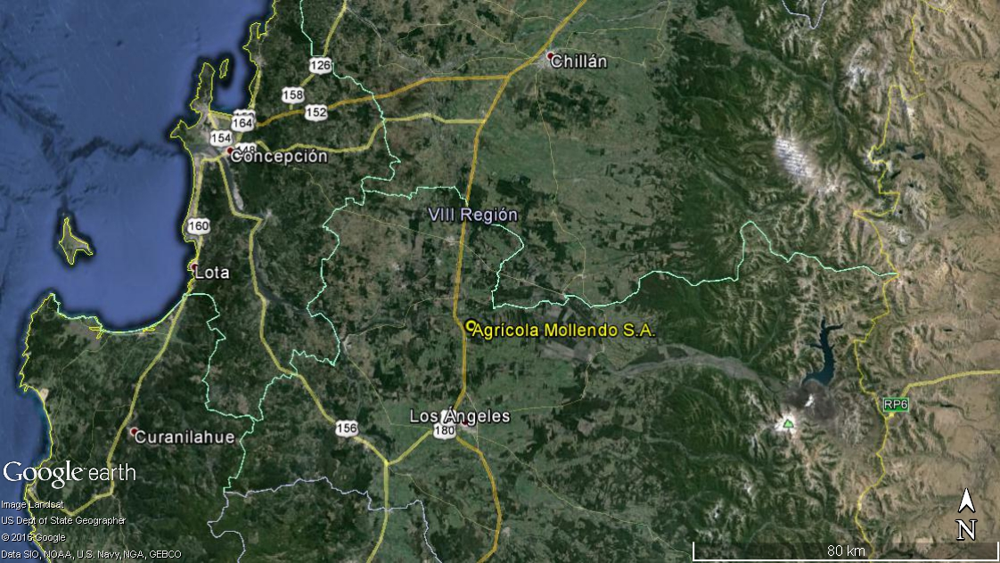 Chillán
126
158
152
164
154
148
Concepción
VIII Región
160
Lota
Agrícola Mollendo S.A.
RP6
Los Ángeles
180
156
Curanilahue
Google earth
Image Landsat
US Dept of State Geographer
© 2016 Google
Data SIO, NOAA, U.S. Navy, NGA, GEBCO
N
80 km